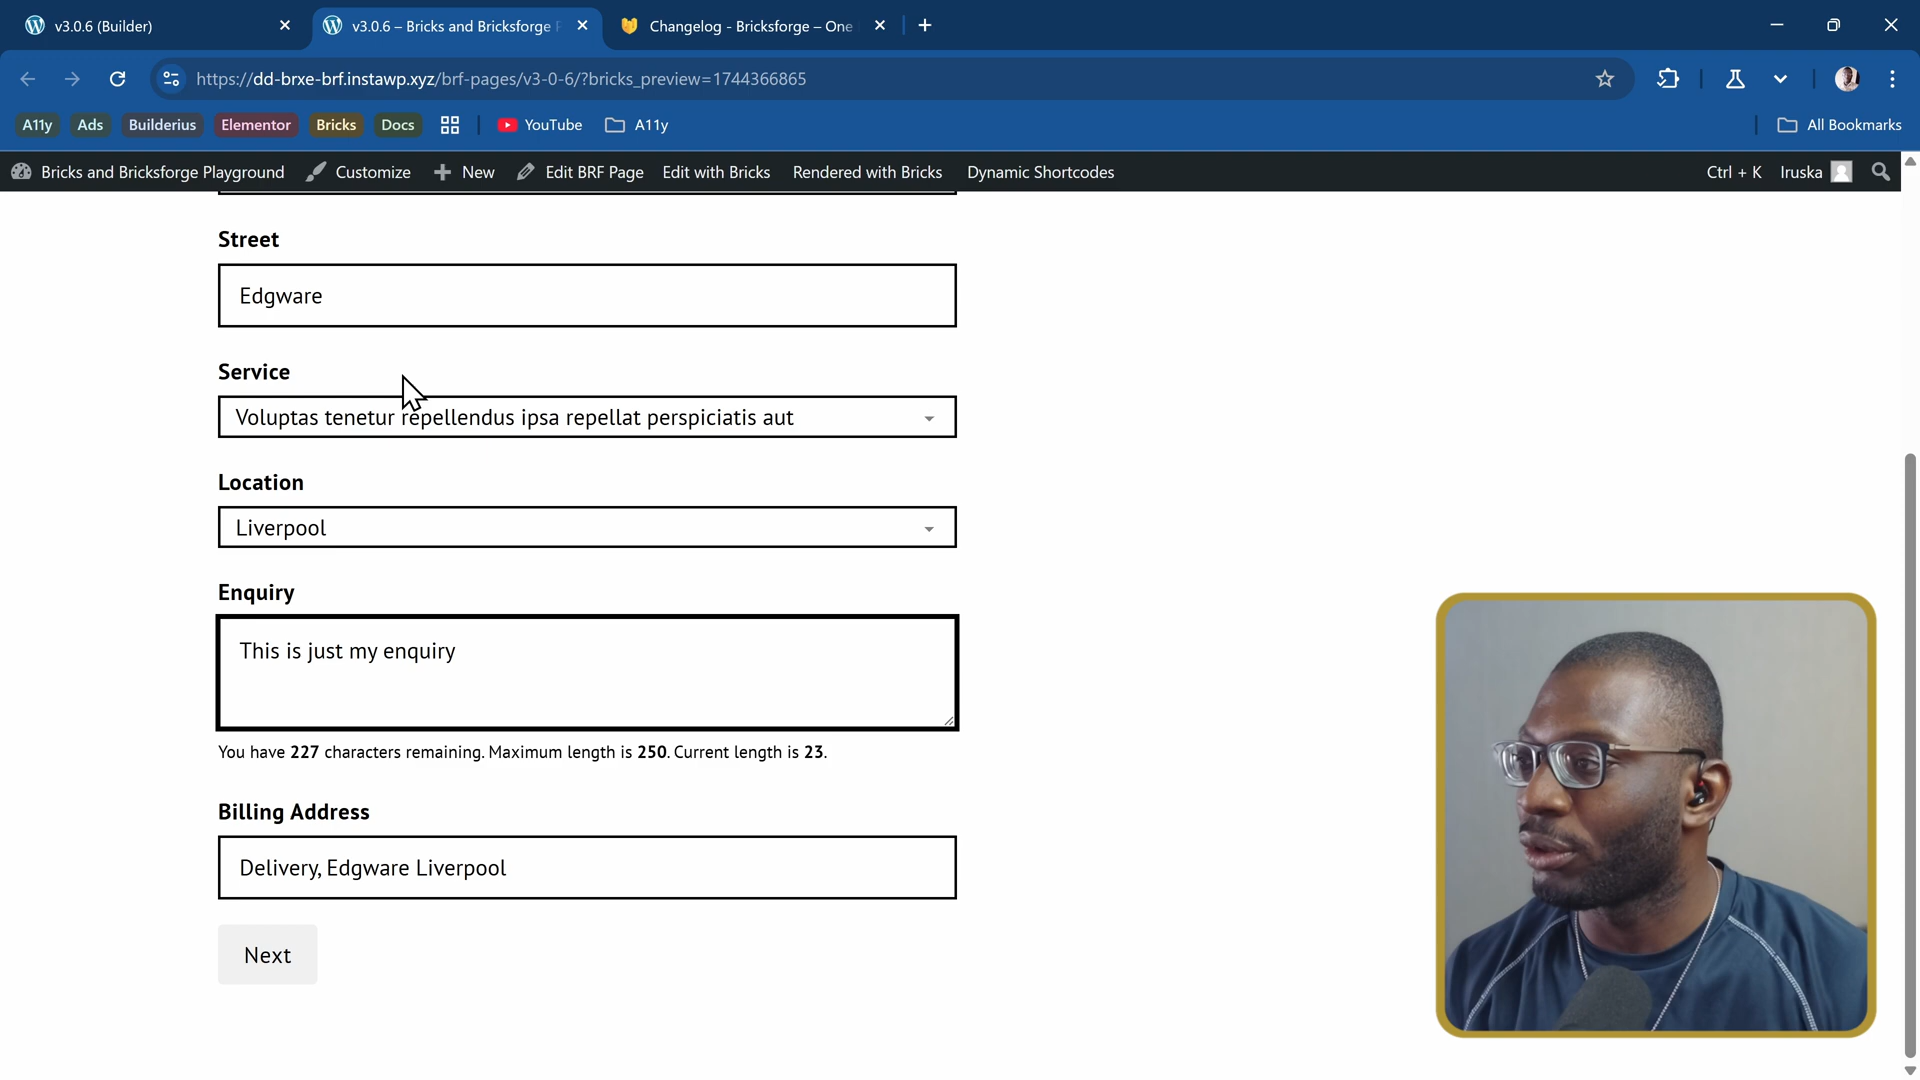 v3.0.6 (Builder)
v3.0.6 – Bricks and Bricksforge
Changelog - Bricksforge – One
https://dd-brxe-brf.instawp.xyz/brf-pages/v3-0-6/?bricks_preview=1744366865
A11y Ads Builderius Elementor Bricks Docs YouTube A11y All Bookmarks
Bricks and Bricksforge Playground Customize New Edit BRF Page Edit with Bricks Rendered with Bricks Dynamic Shortcodes Ctrl + K Iruska
Street
Edgware
Service
Voluptas tenetur repellendus ipsa repellat perspiciatis aut
Location
Liverpool
Enquiry
This is just my enquiry
You have 227 characters remaining. Maximum length is 250. Current length is 23.
Billing Address
Delivery, Edgware Liverpool
Next